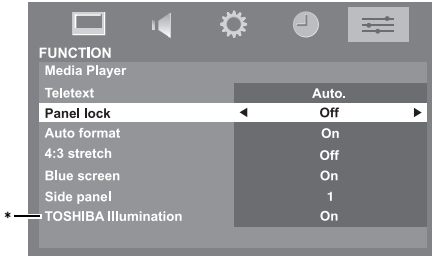 FUNCTION
Media Player
Teletext Auto.
Panel lock ◀ Off ▶
Auto format On
4:3 stretch Off
Blue screen On
Side panel 1
* TOSHIBA Illumination On